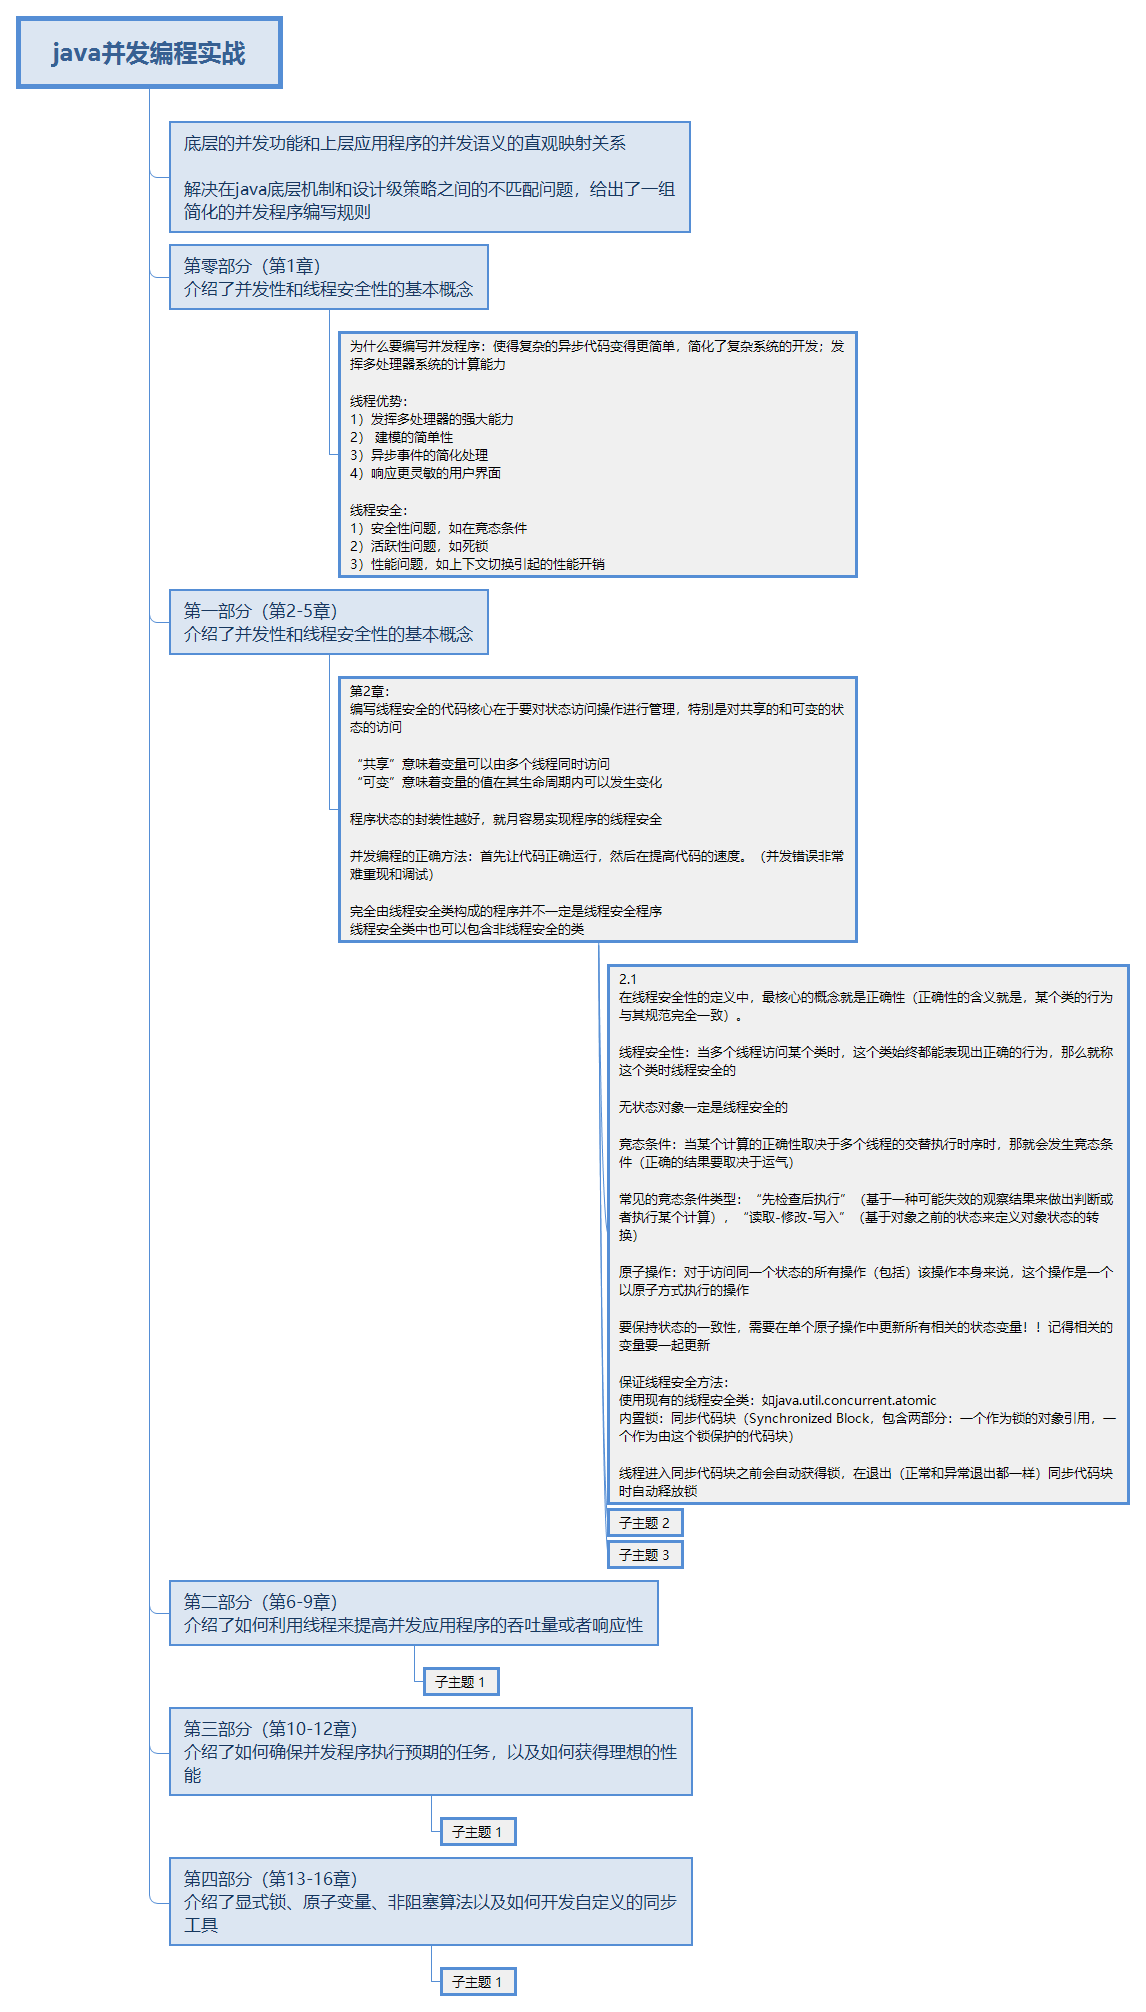 java并发编程实战
底层的并发功能和上层应用程序的并发语义的直观映射关系
解决在java底层机制和设计级策略之间的不匹配问题，给出了一组
简化的并发程序编写规则
第零部分（第1章）
介绍了并发性和线程安全性的基本概念
为什么要编写并发程序：使得复杂的异步代码变得更简单，简化了复杂系统的开发；发
挥多处理器系统的计算能力
线程优势：
1）发挥多处理器的强大能力
2） 建模的简单性
3）异步事件的简化处理
4）响应更灵敏的用户界面
线程安全：
1）安全性问题，如在竟态条件
2）活跃性问题，如死锁
3）性能问题，如上下文切换引起的性能开销
第一部分（第2-5章）
介绍了并发性和线程安全性的基本概念
第2章：
编写线程安全的代码核心在于要对状态访问操作进行管理，特别是对共享的和可变的状
态的访问
“共享”意味着变量可以由多个线程同时访问
“可变”意味着变量的值在其生命周期内可以发生变化
程序状态的封装性越好，就月容易实现程序的线程安全
并发编程的正确方法：首先让代码正确运行，然后在提高代码的速度。（并发错误非常
难重现和调试）
完全由线程安全类构成的程序并不一定是线程安全程序
线程安全类中也可以包含非线程安全的类
2.1
在线程安全性的定义中，最核心的概念就是正确性（正确性的含义就是，某个类的行为
与其规范完全一致）。
线程安全性：当多个线程访问某个类时，这个类始终都能表现出正确的行为，那么就称
这个类时线程安全的
无状态对象一定是线程安全的
竟态条件：当某个计算的正确性取决于多个线程的交替执行时序时，那就会发生竟态条
件（正确的结果要取决于运气）
常见的竟态条件类型：“先检查后执行”（基于一种可能失效的观察结果来做出判断或
者执行某个计算），“读取-修改-写入”（基于对象之前的状态来定义对象状态的转
换）
原子操作：对于访问同一个状态的所有操作（包括）该操作本身来说，这个操作是一个
以原子方式执行的操作
要保持状态的一致性，需要在单个原子操作中更新所有相关的状态变量！！记得相关的
变量要一起更新
保证线程安全方法：
使用现有的线程安全类：如java.util.concurrent.atomic
内置锁：同步代码块（Synchronized Block，包含两部分：一个作为锁的对象引用，一
个作为由这个锁保护的代码块）
线程进入同步代码块之前会自动获得锁，在退出（正常和异常退出都一样）同步代码块
时自动释放锁
子主题 2
子主题 3
第二部分（第6-9章）
介绍了如何利用线程来提高并发应用程序的吞吐量或者响应性
子主题 1
第三部分（第10-12章）
介绍了如何确保并发程序执行预期的任务，以及如何获得理想的性
能
子主题 1
第四部分（第13-16章）
介绍了显式锁、原子变量、非阻塞算法以及如何开发自定义的同步
工具
子主题 1